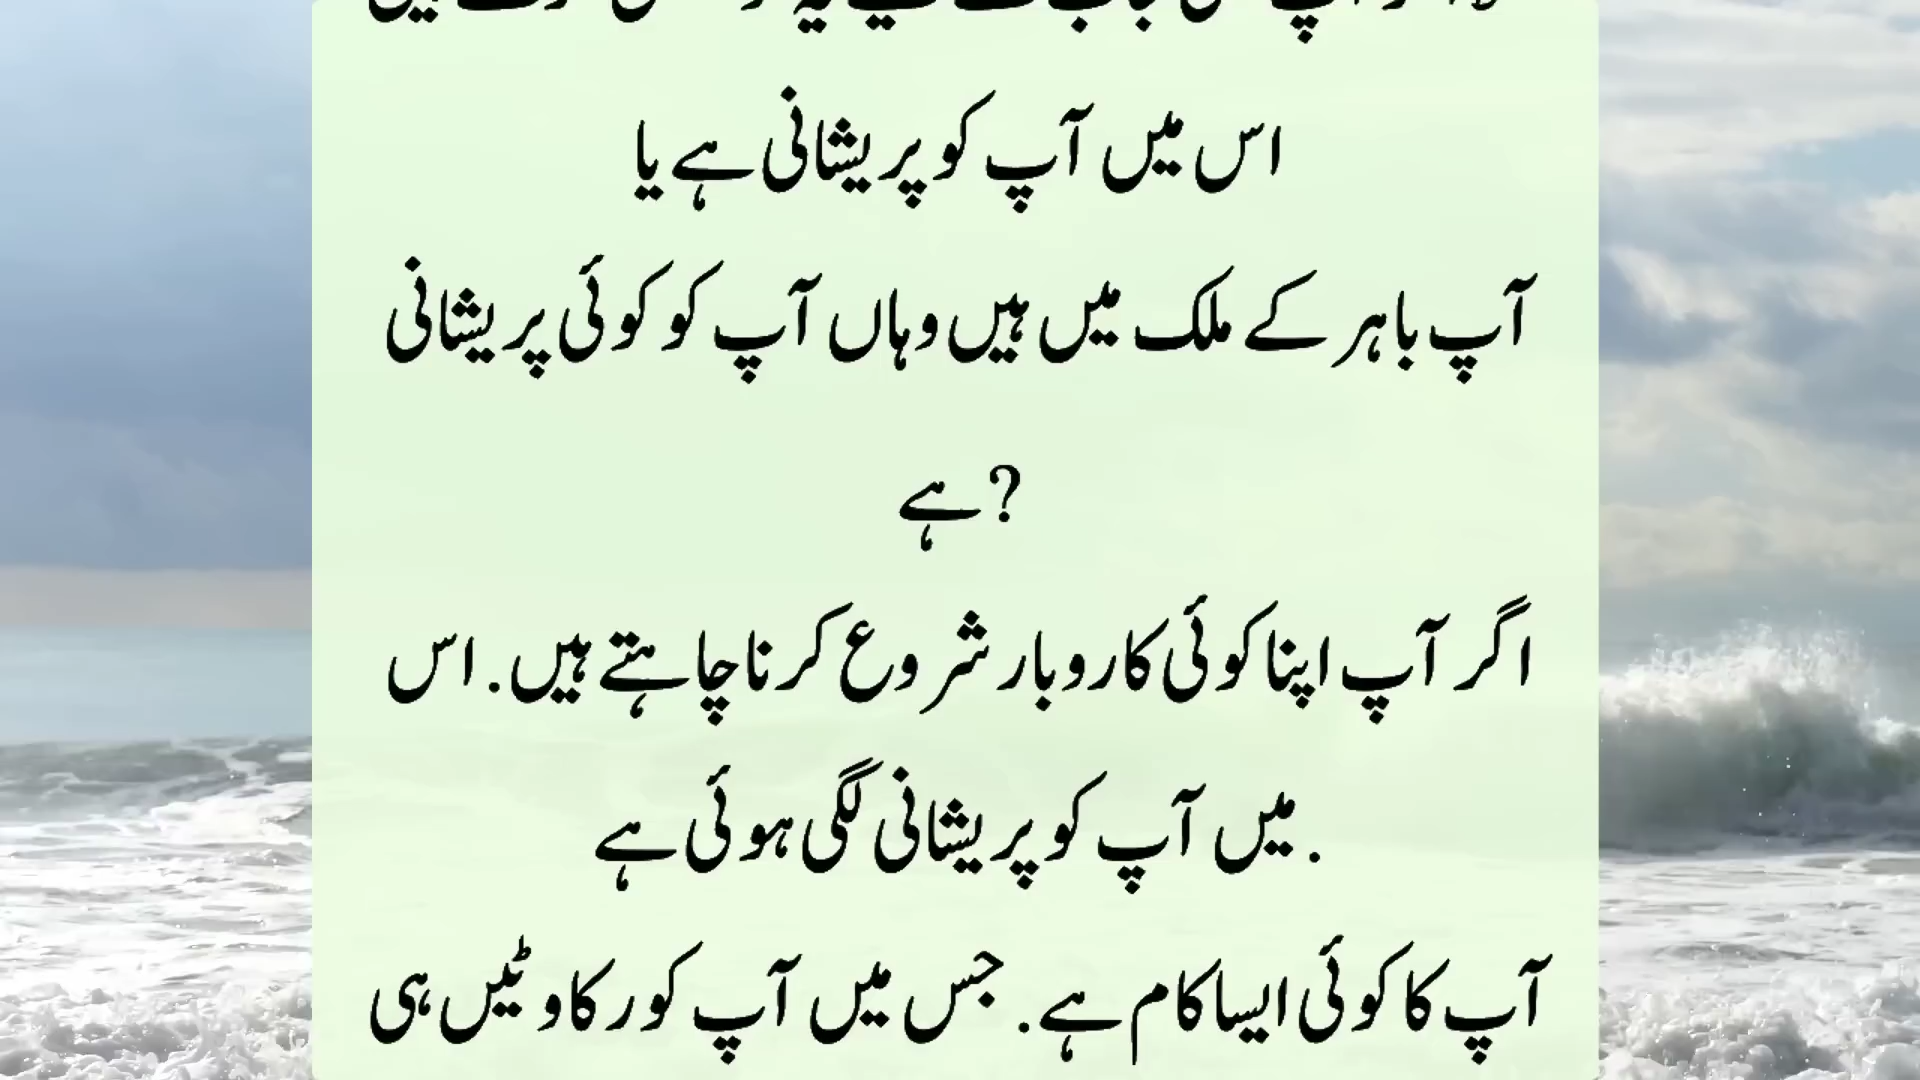 اس میں آپ کو پریشانی ہے یا
آپ باہر کے ملک میں ہیں وہاں آپ کو کوئی پریشانی
ہے?
اگر آپ اپنا کوئی کاروبار شروع کرنا چاہتے ہیں. اس
میں آپ کو پریشانی لگی ہوئی ہے.
آپ کا کوئی ایسا کام ہے. جس میں آپ کو رکاوٹیں ہی